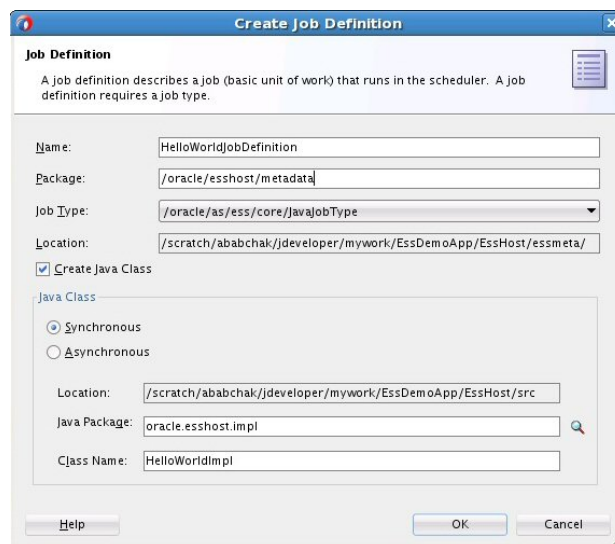 Create Job Definition
Job Definition
A job definition describes a job (basic unit of work) that runs in the scheduler. A job
definition requires a job type.
Name: HelloWorldJobDefinition
Package: /oracle/esshost/metadata
Job Type: /oracle/as/ess/core/JavaJobType
Location: /scratch/ababchak/jdeveloper/mywork/EssDemoApp/EssHost/essmeta/
Create Java Class
Java Class
Synchronous
Asynchronous
Location: /scratch/ababchak/jdeveloper/mywork/EssDemoApp/EssHost/src
Java Package: oracle.esshost.impl
Class Name: HelloWorldImpl
Help OK Cancel